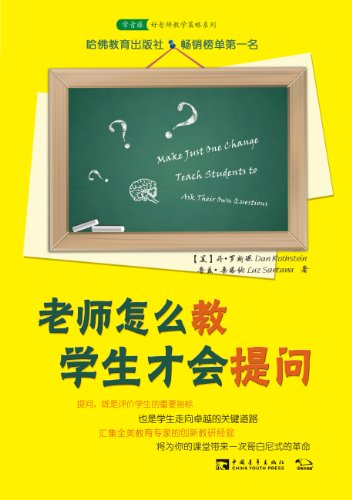 常青藤 好老师教学策略系列
哈佛教育出版社 畅销榜单第一名
Make Just One Change
Teach Students to
Ask Their Own Questions
【美】丹·罗斯坦 Dan Rothstein
鲁兹·桑塔纳 Luz Santana 著
老师怎么教
学生才会提问
提问,既是评价学生的重要指标
也是学生走向卓越的关键道路
汇集全美教育专家的创新教研经验
将为你的课堂带来一次哥白尼式的革命
中国青年出版社
CHINA YOUTH PRESS